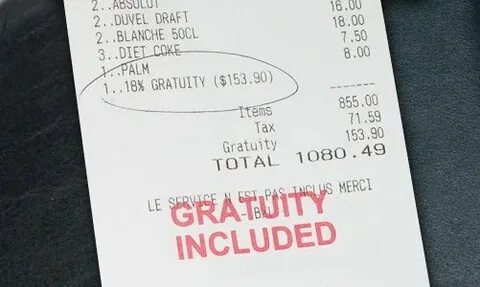 2..ABSOLUT 16.00
2..DUVEL DRAFT 18.00
2..BLANCHE 50CL 7.50
3..DIET COKE 8.00
1..PALM
1..18% GRATUITY ($153.90)
Items 855.00
Tax 71.59
Gratuity 153.90
TOTAL 1080.49
LE SERVICE N EST PAS INCLUS MERCI
- BXL -
GRATUITY
INCLUDED